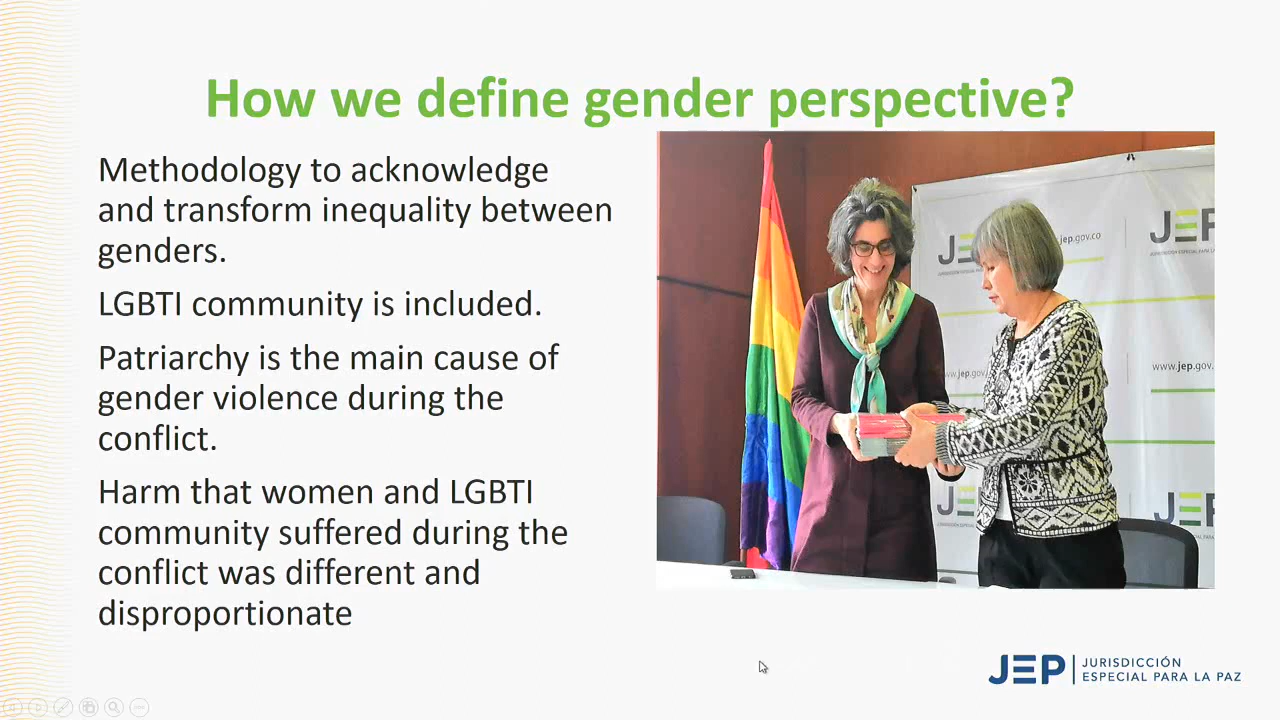 How we define gender perspective?
Methodology to acknowledge
and transform inequality between
genders.
LGBTI community is included.
Patriarchy is the main cause of
gender violence during the
conflict.
Harm that women and LGBTI
community suffered during the
conflict was different and
disproportionate
JEP
jep.gov.co
JEP
www.jep.gov.
JEP
JEP JURISDICCIÓN
ESPECIAL PARA LA PAZ